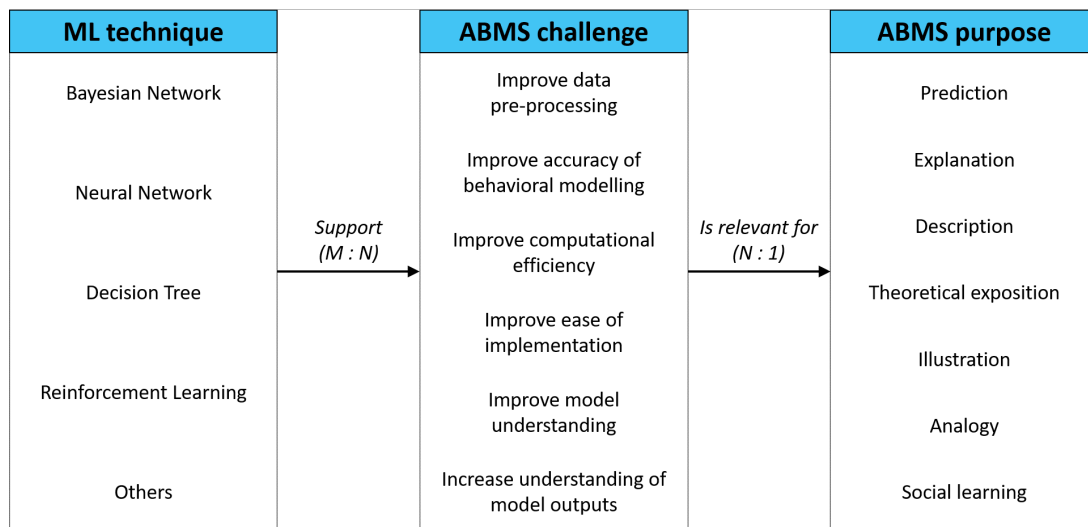 ML technique
Bayesian Network
Neural Network
Decision Tree
Reinforcement Learning
Others
Support
(M : N)
ABMS challenge
Improve data
pre-processing
Improve accuracy of
behavioral modelling
Improve computational
efficiency
Improve ease of
implementation
Improve model
understanding
Increase understanding of
model outputs
Is relevant for
(N : 1)
ABMS purpose
Prediction
Explanation
Description
Theoretical exposition
Illustration
Analogy
Social learning